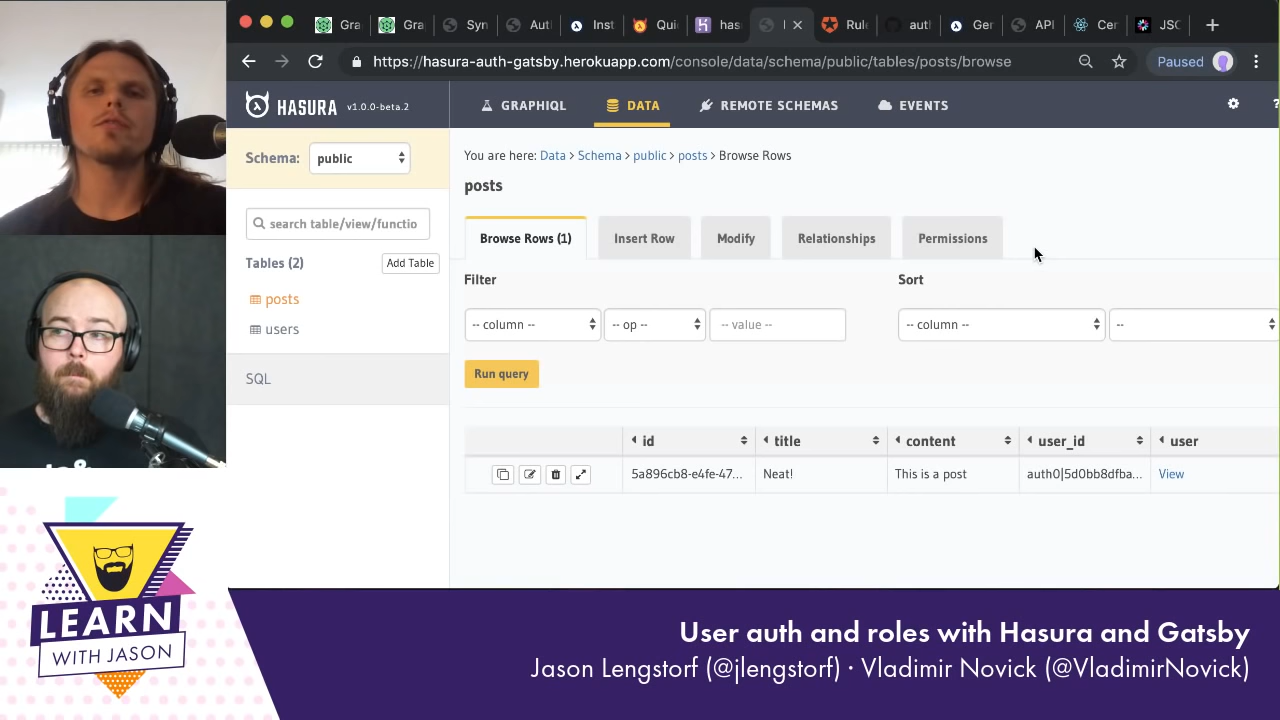 Gra
Gra
Syn
Aut
Inst
Qui
has
Rule
auth
Ger
API
Cer
JSC
https://hasura-auth-gatsby.herokuapp.com/console/data/schema/public/tables/posts/browse
Paused
HASURA v1.0.0-beta.2
GRAPHIQL
DATA
REMOTE SCHEMAS
EVENTS
?
Schema: public
search table/view/functio
Tables (2)
Add Table
posts
users
SQL
You are here: Data > Schema > public > posts > Browse Rows
posts
Browse Rows (1)
Insert Row
Modify
Relationships
Permissions
Filter
Sort
-- column --
-- op --
-- value --
-- column --
--
Run query
id title content user_id user
5a896cb8-e4fe-47... Neat! This is a post auth0|5d0bb8dfba... View
LEARN
WITH JASON
User auth and roles with Hasura and Gatsby
Jason Lengstorf (@jlengstorf) · Vladimir Novick (@VladimirNovick)